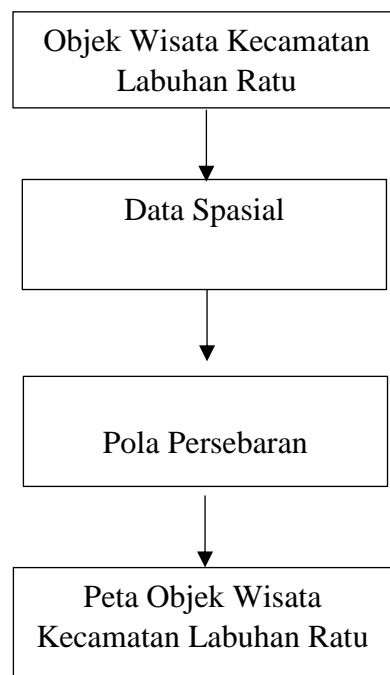 Objek Wisata Kecamatan
Labuhan Ratu
Data Spasial
Pola Persebaran
Peta Objek Wisata
Kecamatan Labuhan Ratu